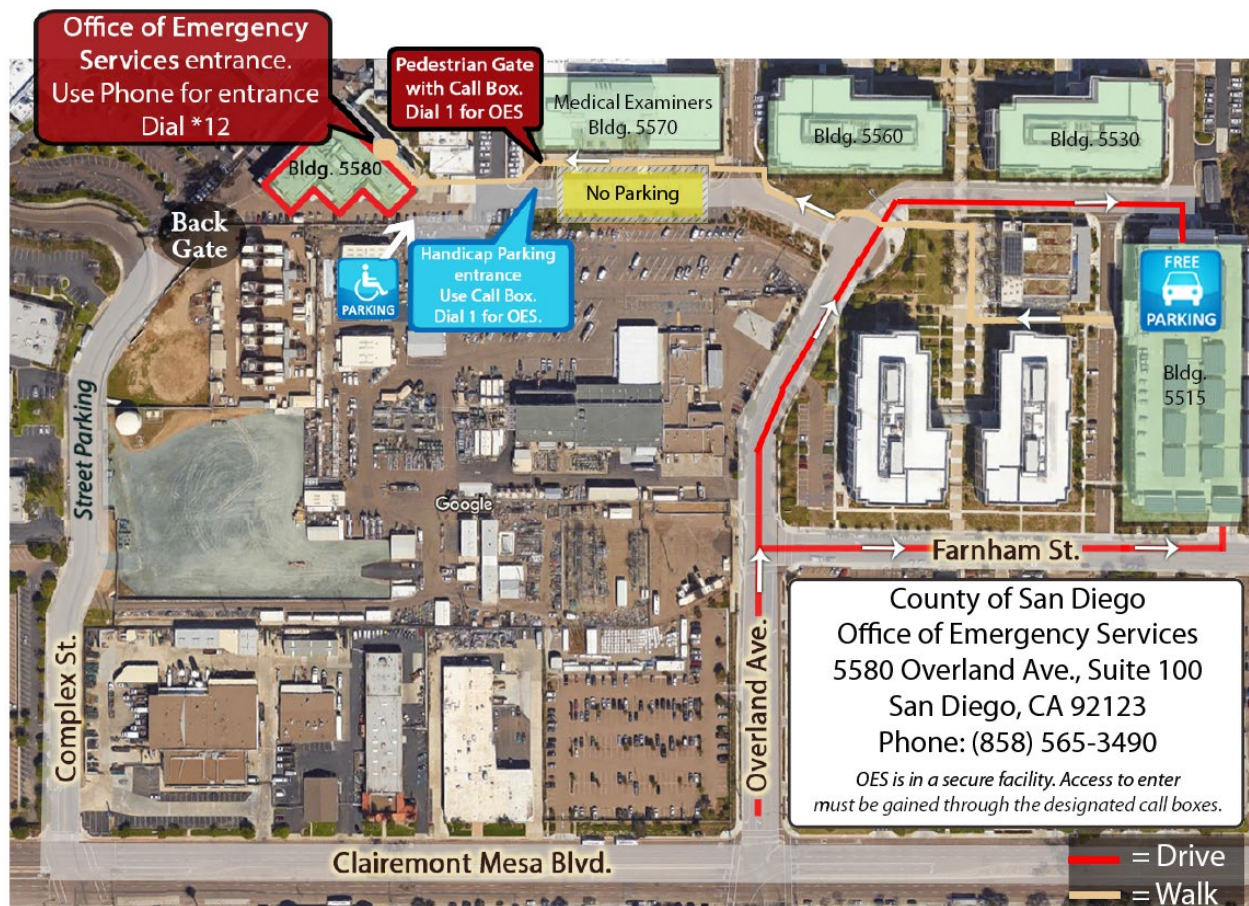 Office of Emergency
Services entrance.
Use Phone for entrance
Dial *12
Pedestrian Gate
with Call Box.
Dial 1 for OES
Medical Examiners
Bldg. 5570
Bldg. 5560
Bldg. 5530
Bldg. 5580
No Parking
Back
Gate
Handicap Parking
entrance
Use Call Box.
Dial 1 for OES.
PARKING
FREE
PARKING
Bldg.
5515
Street Parking
Google
Farnham St.
County of San Diego
Office of Emergency Services
5580 Overland Ave., Suite 100
San Diego, CA 92123
Phone: (858) 565-3490
OES is in a secure facility. Access to enter
must be gained through the designated call boxes.
Complex St.
Overland Ave.
Clairemont Mesa Blvd.
= Drive
= Walk